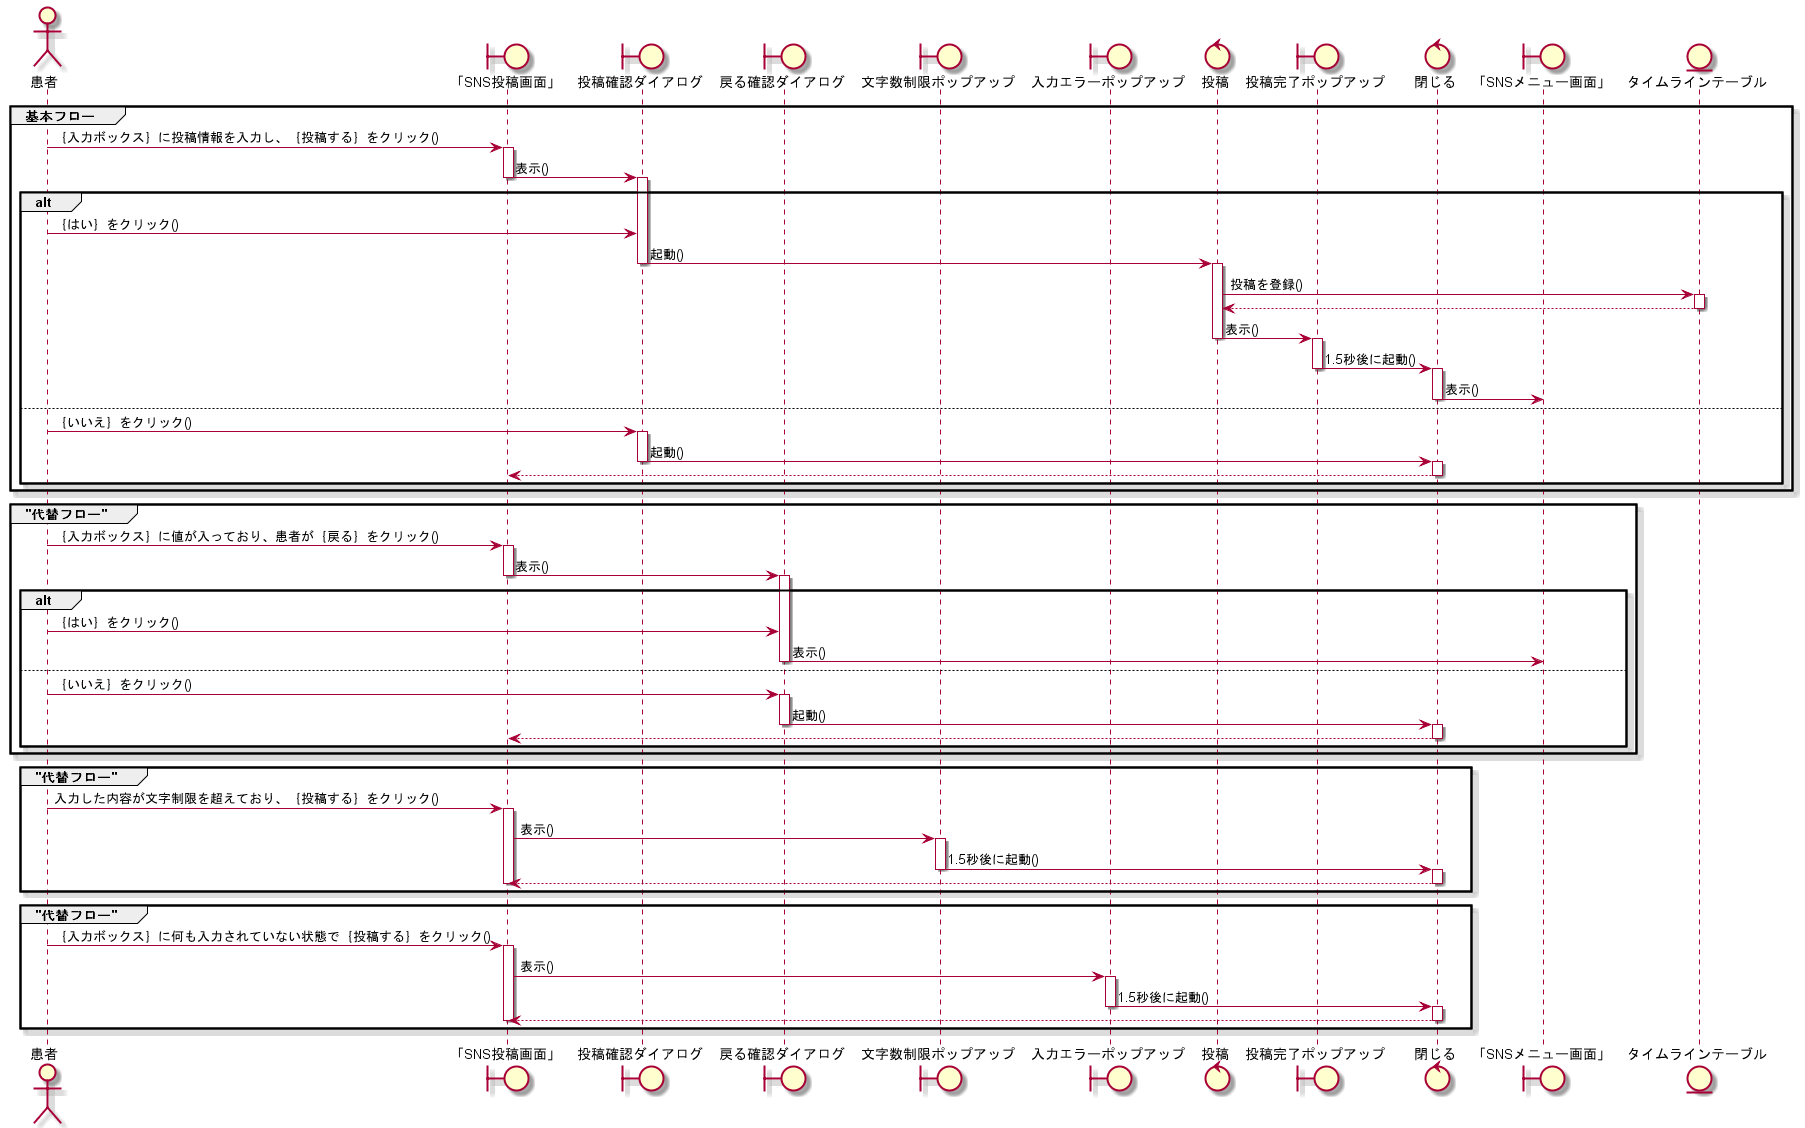 患者
「SNS投稿画面」
投稿確認ダイアログ
戻る確認ダイアログ
文字数制限ポップアップ
入力エラーポップアップ
投稿
投稿完了ポップアップ
閉じる
「SNSメニュー画面」
タイムラインテーブル
基本フロー
｛入力ボックス｝に投稿情報を入力し、｛投稿する｝をクリック()
表示()
alt
｛はい｝をクリック()
起動()
投稿を登録()
表示()
1.5秒後に起動()
表示()
｛いいえ｝をクリック()
起動()
"代替フロー"
｛入力ボックス｝に値が入っており、患者が｛戻る｝をクリック()
表示()
alt
｛はい｝をクリック()
表示()
｛いいえ｝をクリック()
起動()
"代替フロー"
入力した内容が文字制限を超えており、｛投稿する｝をクリック()
表示()
1.5秒後に起動()
"代替フロー"
｛入力ボックス｝に何も入力されていない状態で｛投稿する｝をクリック()
表示()
1.5秒後に起動()
患者
「SNS投稿画面」
投稿確認ダイアログ
戻る確認ダイアログ
文字数制限ポップアップ
入力エラーポップアップ
投稿
投稿完了ポップアップ
閉じる
「SNSメニュー画面」
タイムラインテーブル